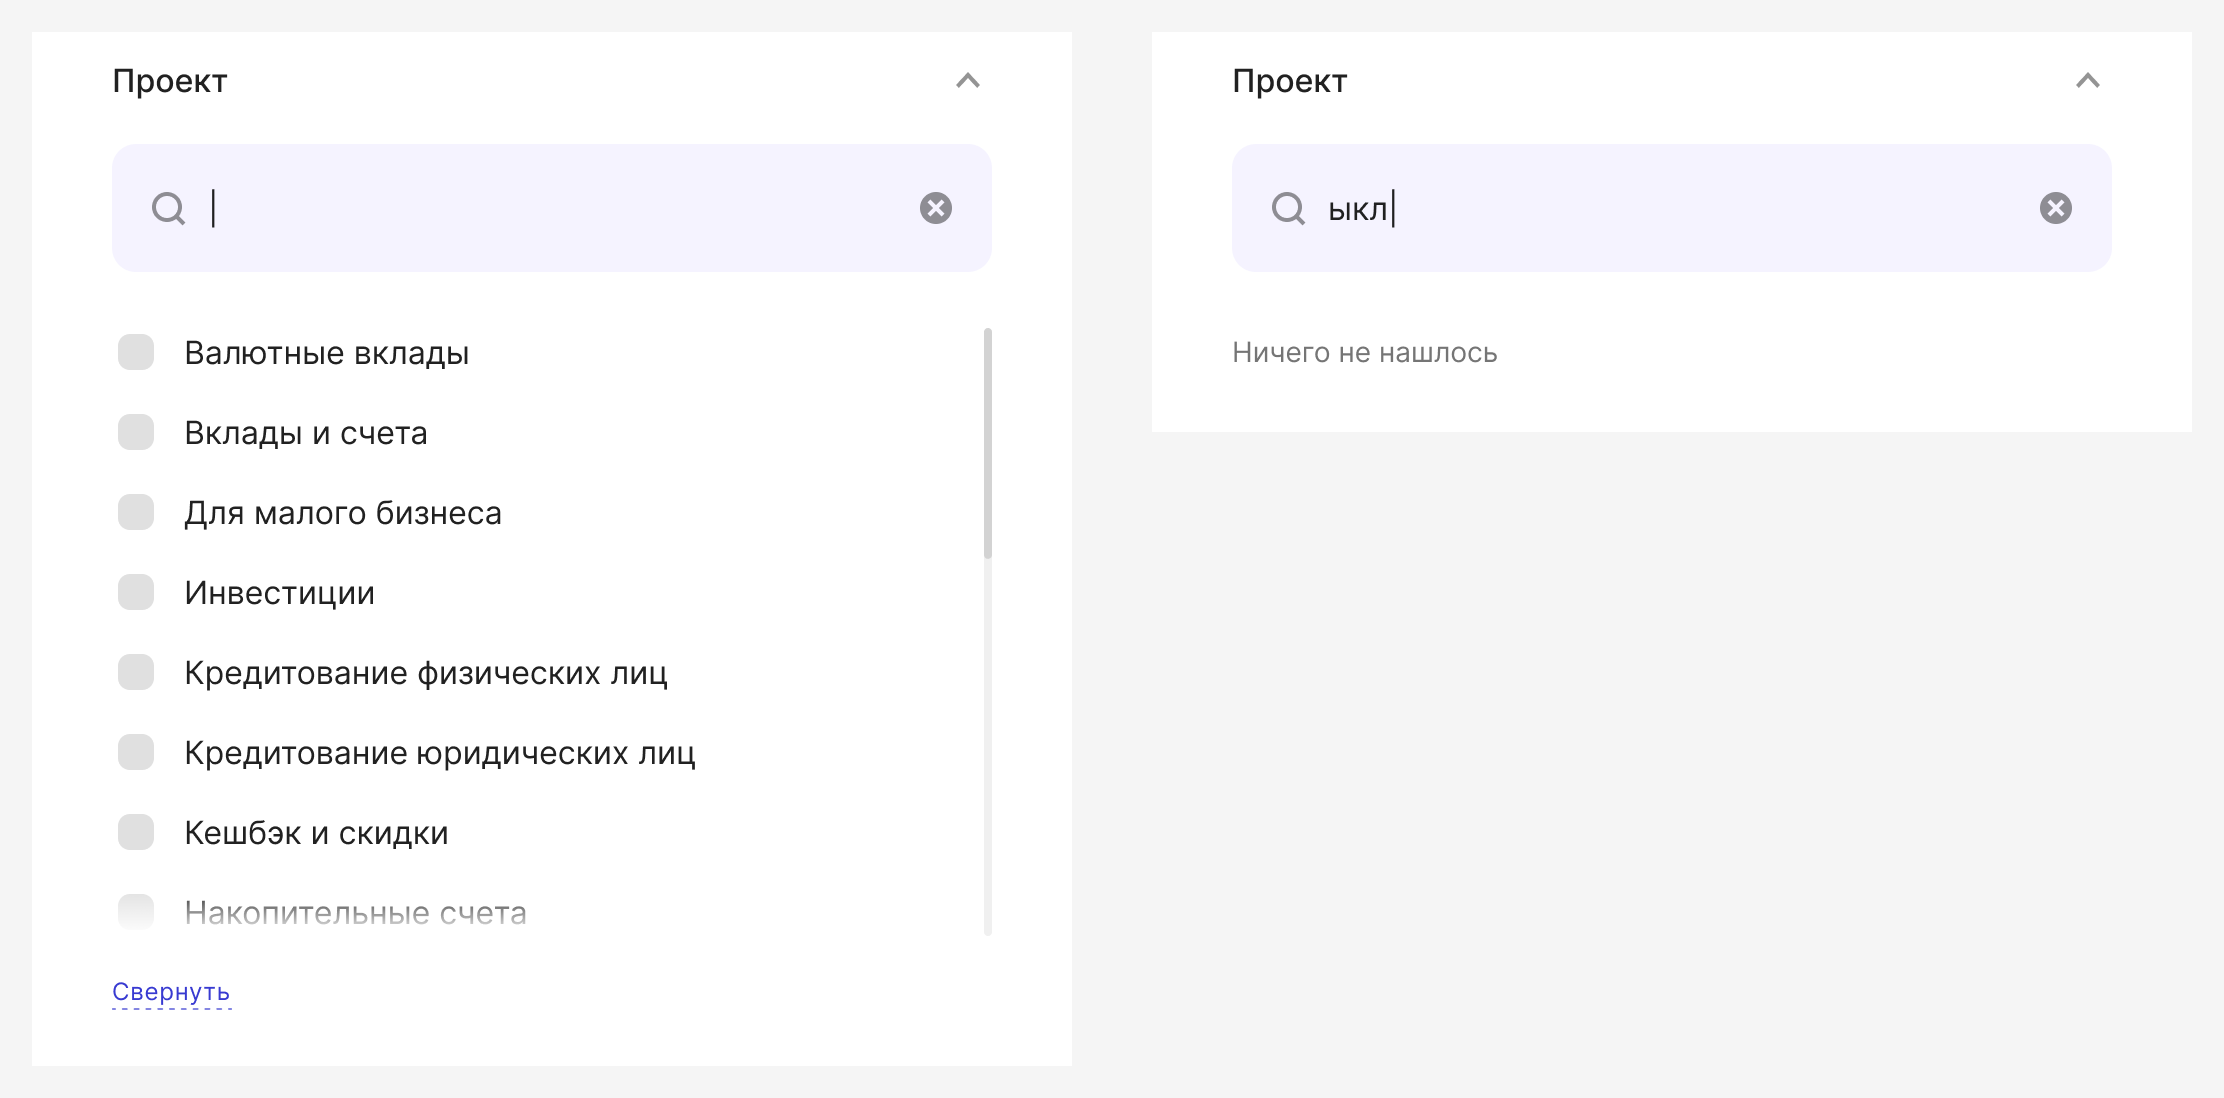 Проект
Валютные вклады
Вклады и счета
Для малого бизнеса
Инвестиции
Кредитование физических лиц
Кредитование юридических лиц
Кешбэк и скидки
Накопительные счета
Свернуть
Проект
ыкл
Ничего не нашлось